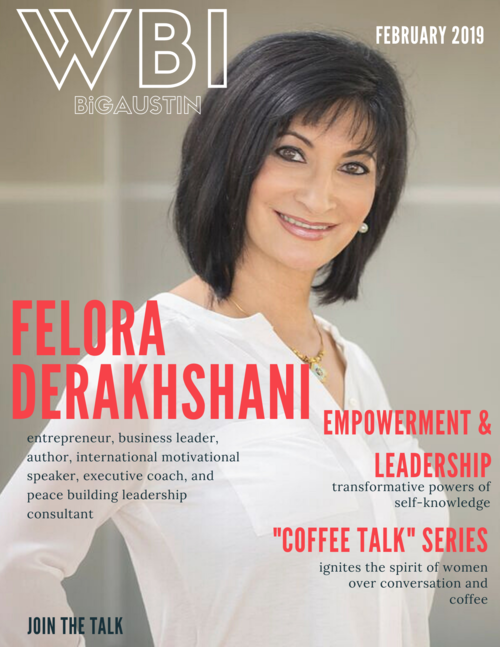 WBI
BiGAUSTIN
FEBRUARY 2019
FELORA
DERAKHSHANI
entrepreneur, business leader,
author, international motivational
speaker, executive coach, and
peace building leadership
consultant
EMPOWERMENT &
LEADERSHIP
transformative powers of
self-knowledge
"COFFEE TALK" SERIES
ignites the spirit of women
over conversation and
coffee
JOIN THE TALK